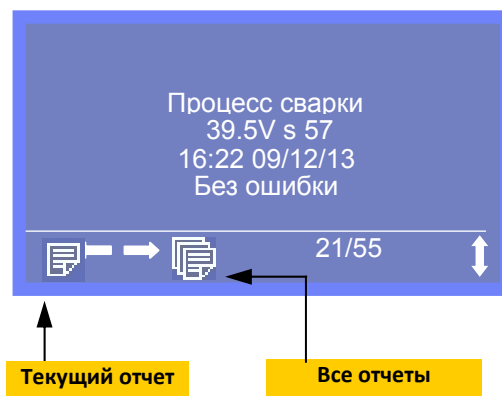 Процесс сварки
39.5V s 57
16:22 09/12/13
Без ошибки
21/55
Текущий отчет
Все отчеты